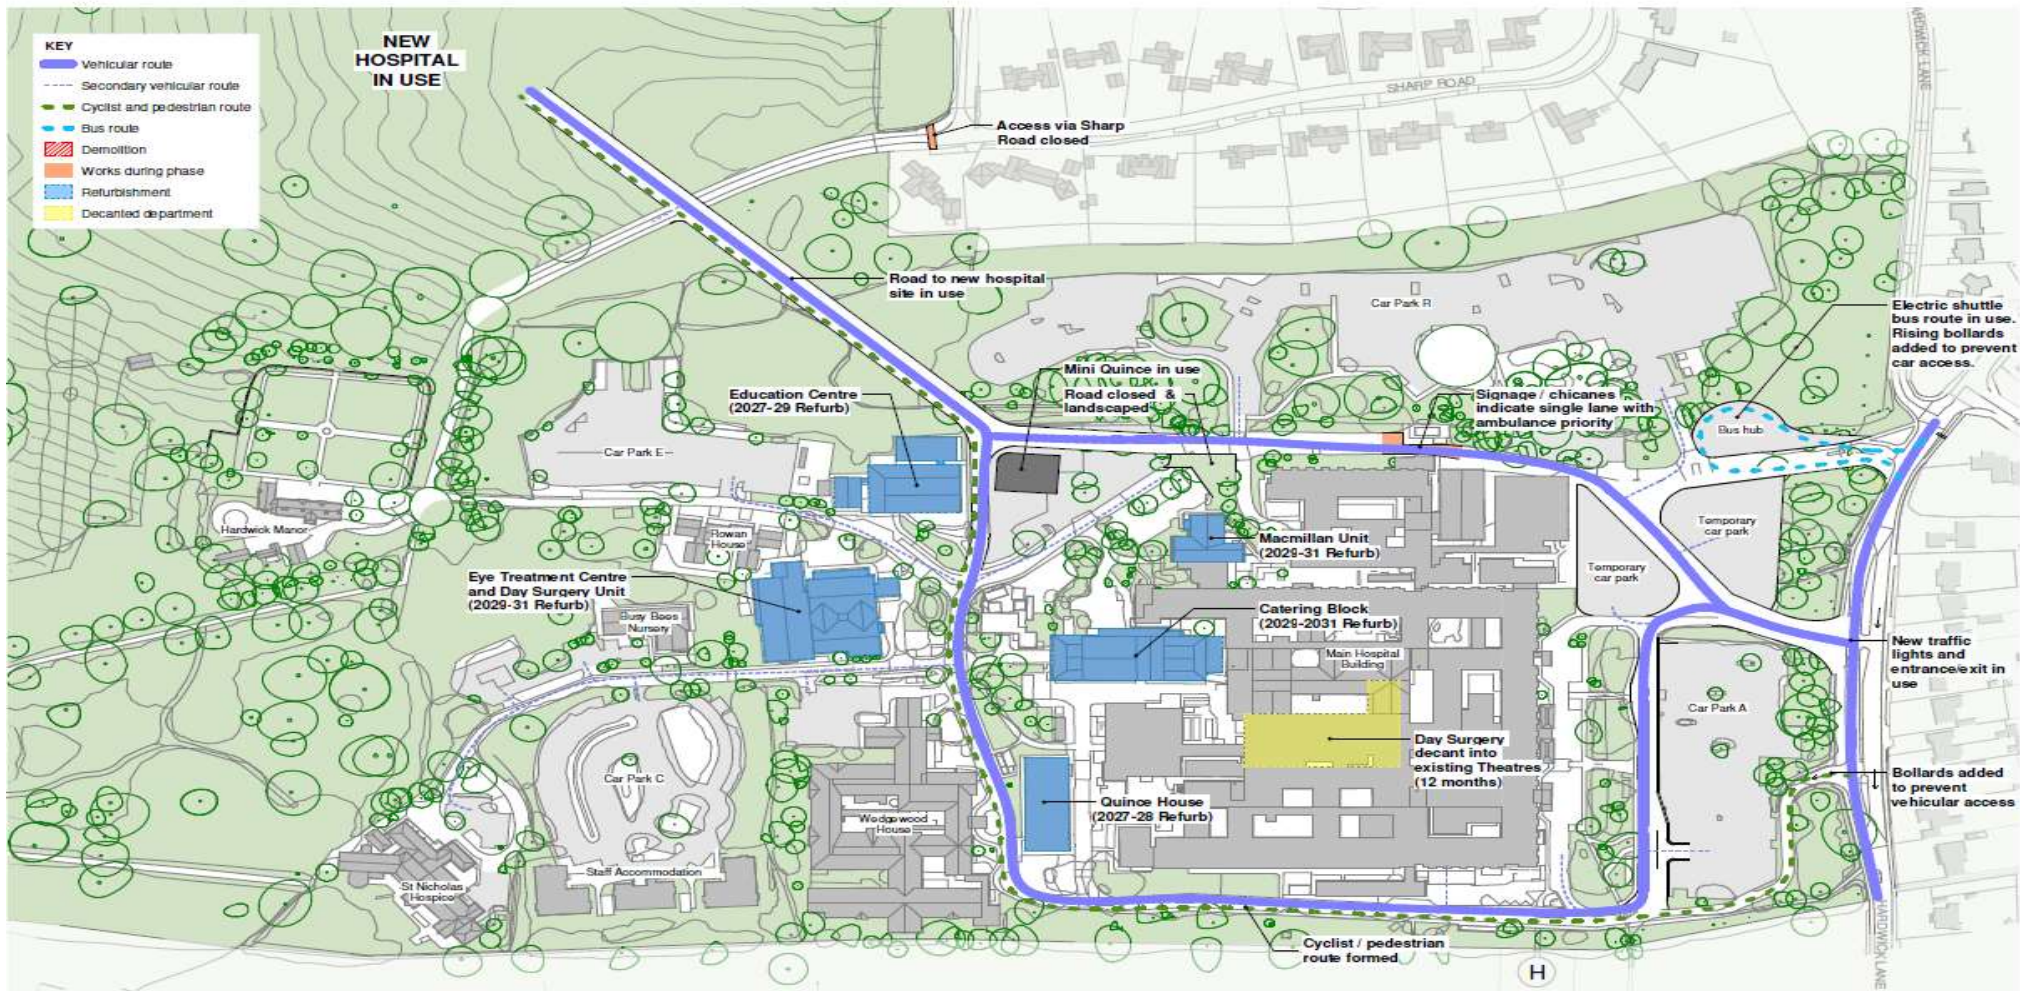 KEY
Vehicular route
Secondary vehicular route
Cyclist and pedestrian route
Bus route
Demolition
Works during phase
Refurbishment
Decanted department
NEW
HOSPITAL
IN USE
SHARP ROAD
HARDWICK LANE
Access via Sharp
Road closed
Road to new hospital
site in use
Car Park R
Electric shuttle
bus route in use.
Rising bollards
added to prevent
car access.
Mini Quince in use
Road closed &
landscaped
Signage / chicanes
indicate single lane with
ambulance priority
Bus hub
Education Centre
(2027-29 Refurb)
Car Park E
Hardwick Manor
Rowan
House
Macmillan Unit
(2029-31 Refurb)
Temporary
car park
Temporary
car park
Eye Treatment Centre
and Day Surgery Unit
(2029-31 Refurb)
Busy Bees
Nursery
Catering Block
(2029-2031 Refurb)
Main Hospital
Building
New traffic
lights and
entrance/exit in
use
Car Park A
Day Surgery
decant into
existing Theatres
(12 months)
Car Park C
Bollards added
to prevent
vehicular access
Quince House
(2027-28 Refurb)
Wedgewood
House
Staff Accommodation
St Nicholas
Hospice
Cyclist / pedestrian
route formed
H
HARDWICK LANE